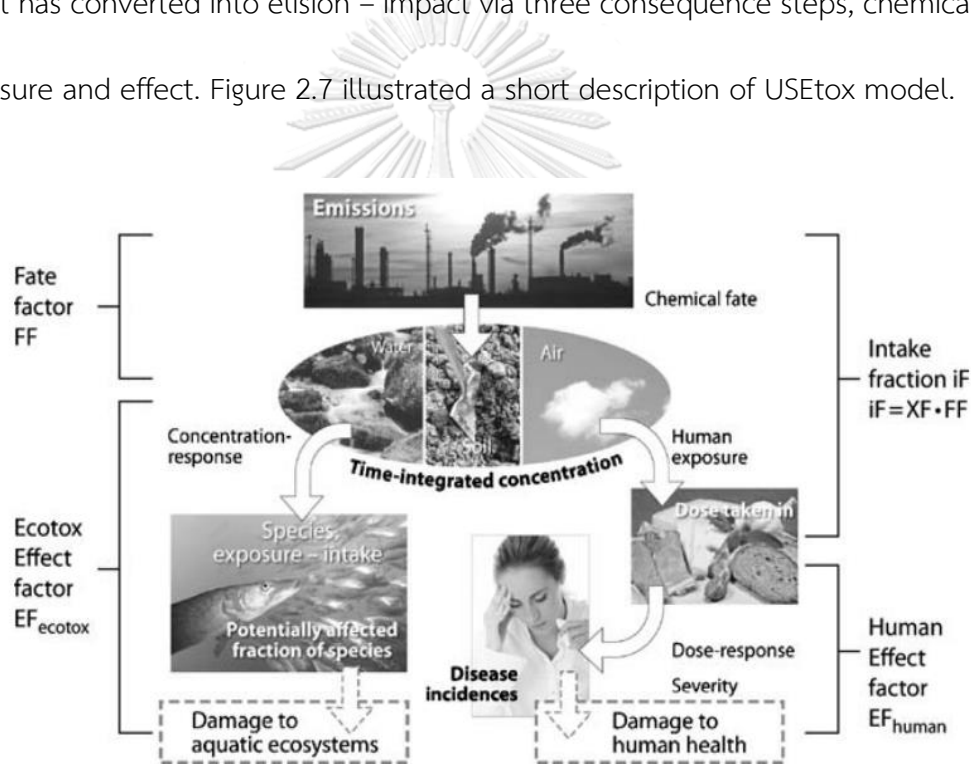 t has converted into elision – impact via three consequence steps, chemica
sure and effect. Figure 2.7 illustrated a short description of USEtox model.
Emissions
Fate
factor
FF
Chemical fate
Water
Soil
Air
Intake
fraction iF
iF = XF · FF
Concentration-
response
Time-integrated concentration
Human
exposure
Ecotox
Effect
factor
EFecotox
Species,
exposure – intake
Potentially affected
fraction of species
Dose taken in
Disease
incidences
Dose-response
Severity
Human
Effect
factor
EFhuman
Damage to
aquatic ecosystems
Damage to
human health